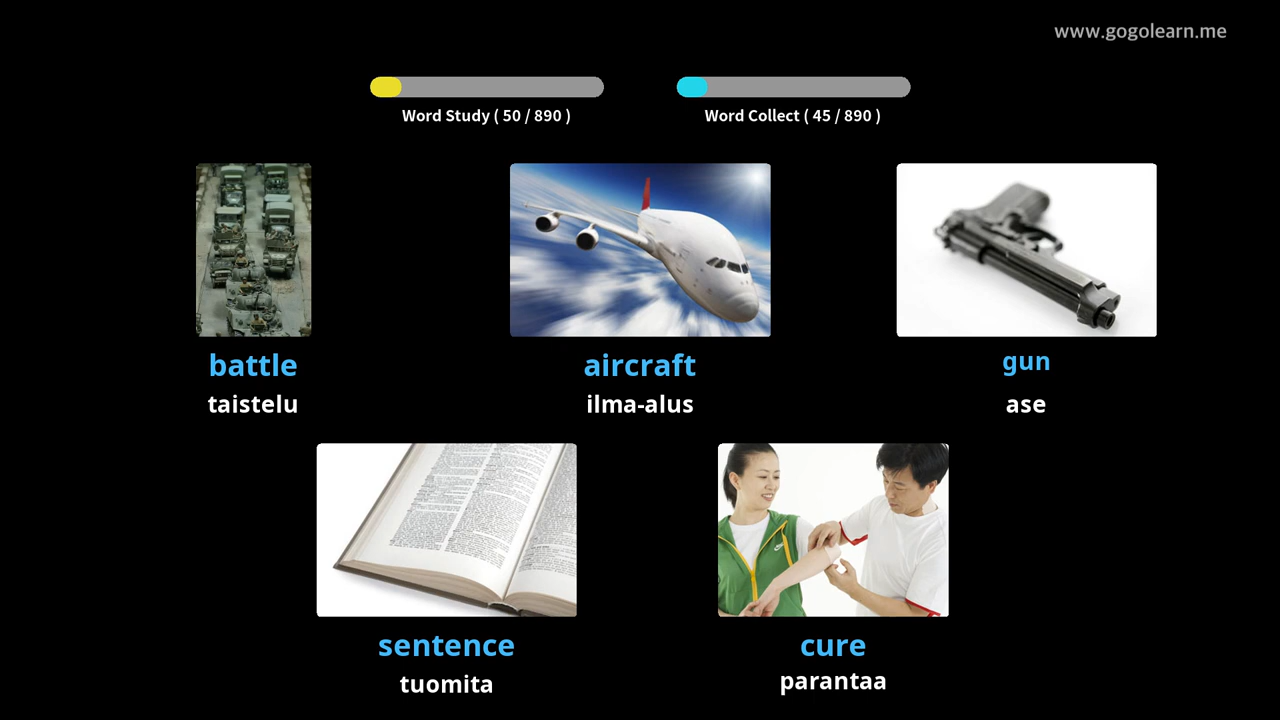 www.gogolearn.me
Word Study ( 50 / 890 )
Word Collect ( 45 / 890 )
battle
aircraft
gun
taistelu
ilma-alus
ase
sentence
cure
tuomita
parantaa